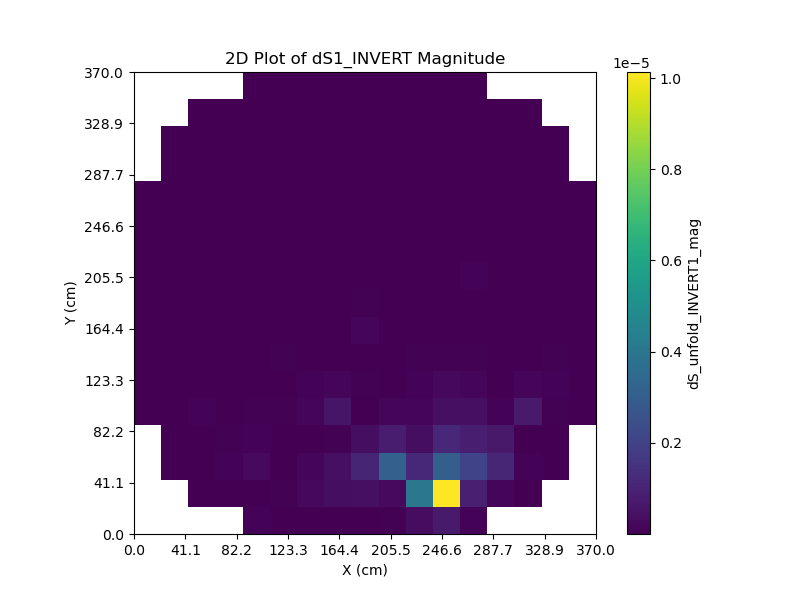 2D Plot of dS1_INVERT Magnitude
1e−5
370.0
328.9
287.7
246.6
205.5
164.4
123.3
82.2
41.1
0.0
Y (cm)
0.0 41.1 82.2 123.3 164.4 205.5 246.6 287.7 328.9 370.0
X (cm)
1.0
0.8
0.6
0.4
0.2
dS_unfold_INVERT1_mag